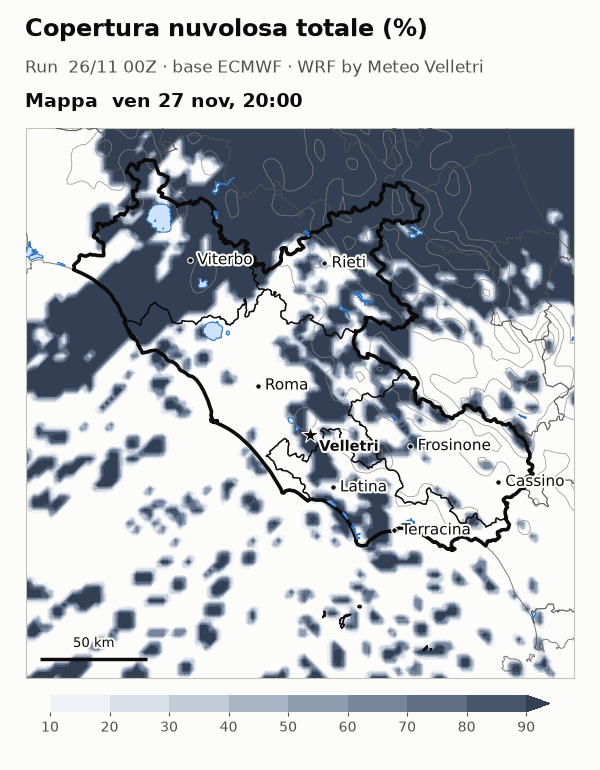 Copertura nuvolosa totale (%)
Run  26/11 00Z · base ECMWF · WRF by Meteo Velletri
Mappa  ven 27 nov, 20:00
Viterbo
Rieti
Roma
Velletri
Frosinone
Latina
Cassino
Terracina
50 km
10 20 30 40 50 60 70 80 90